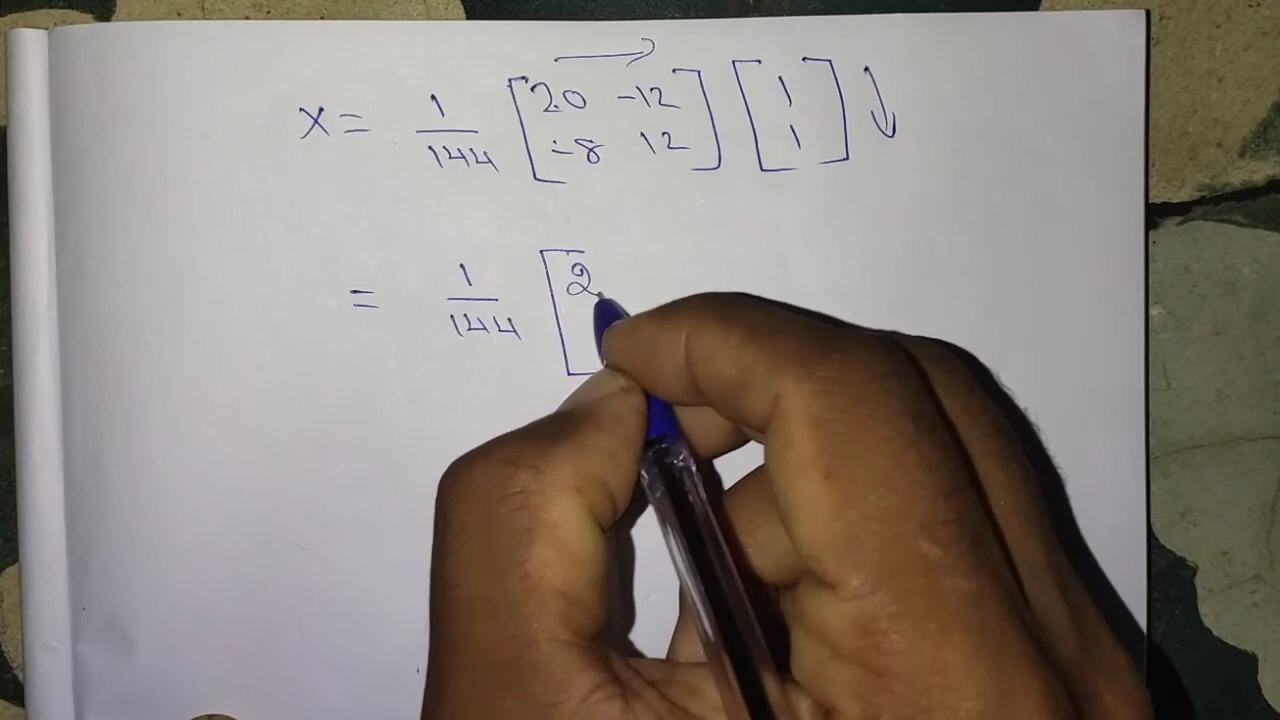 x = 1/144 [20 -12] [1]
[-8 12] [1]
= 1/144 [2